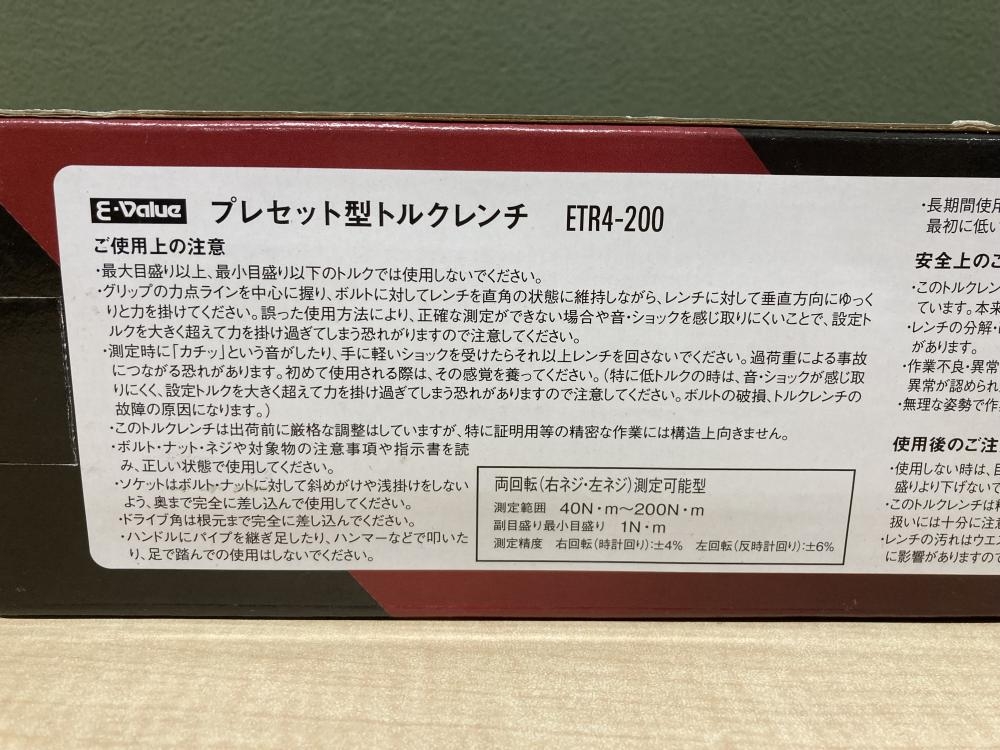 E·Value プレセット型トルクレンチ ETR4-200
ご使用上の注意
・最大目盛り以上、最小目盛り以下のトルクでは使用しないでください。
・グリップの力点ラインを中心に握り、ボルトに対してレンチを直角の状態に維持しながら、レンチに対して垂直方向にゆっく
りと力を掛けてください。誤った使用方法により、正確な測定ができない場合や音・ショックを感じ取りにくいことで、設定ト
ルクを大きく超えて力を掛け過ぎてしまう恐れがりますので注意してください。
・測定時に「カチッ」という音がしたり、手に軽いショックを受けたらそれ以上レンチを回さないでください。過荷重による事故
につながる恐れがあります。初めて使用される際は、その感覚を養ってください。(特に低トルクの時は、音・ショックが感じ取
りにくく、設定トルクを大きく超えて力を掛け過ぎてしまう恐れがありますので注意してください。ボルトの破損、トルクレンチの
故障の原因になります。)
・このトルクレンチは出荷前に厳格な調整はしていますが、特に証明用等の精密な作業には構造上向きません。
・ボルト・ナット・ネジや対象物の注意事項や指示書を読
み、正しい状態で使用してください。
・ソケットはボルト・ナットに対して斜めがけや浅掛けをしない
よう、奥まで完全に差し込んで使用してください。
・ドライブ角は根元まで完全に差し込んでください。
・ハンドルにパイプを継ぎ足したり、ハンマーなどで叩いた
り、足で踏んでの使用はしないでください。
両回転(右ネジ・左ネジ)測定可能型
測定範囲 40N・m〜200N・m
副目盛り最小目盛り 1N・m
測定精度 右回転(時計回り):±4% 左回転(反時計回り):±6%
・長期間使用
最初に低い
安全上のご
・このトルクレン
ています。本来
・レンチの分解・
があります。
・作業不良・異常
異常が認められ
・無理な姿勢で作
使用後のご注
・使用しない時は、
盛りより下げないで
・このトルクレンチは
扱いには十分に注意
・レンチの汚れはウエス
に影響がありますので